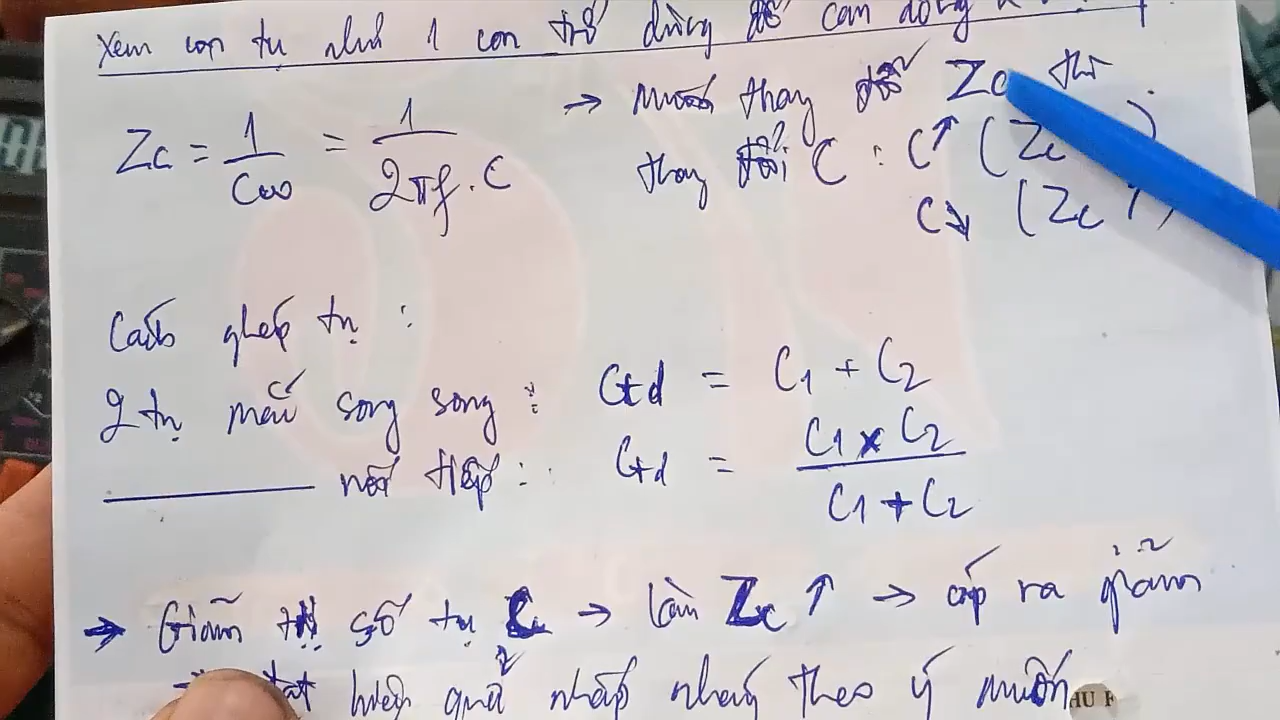 Xem con tụ như 1 con trở dùng để cản dòng
Zc = 1/Cω = 1/2πf.C
→ Muốn thay đổi Zc thì
thay đổi C : C↑ (Zc )
C↘ (Zc ↑)
Cách ghép tụ :
2 tụ mắc song song : Ctđ = C1 + C2
nối tiếp : Ctđ = C1 x C2 / C1 + C2
→ Giảm trị số tụ C → làm Zc ↑ → áp ra giảm
hiệu quả nhấp nháy theo ý muốn